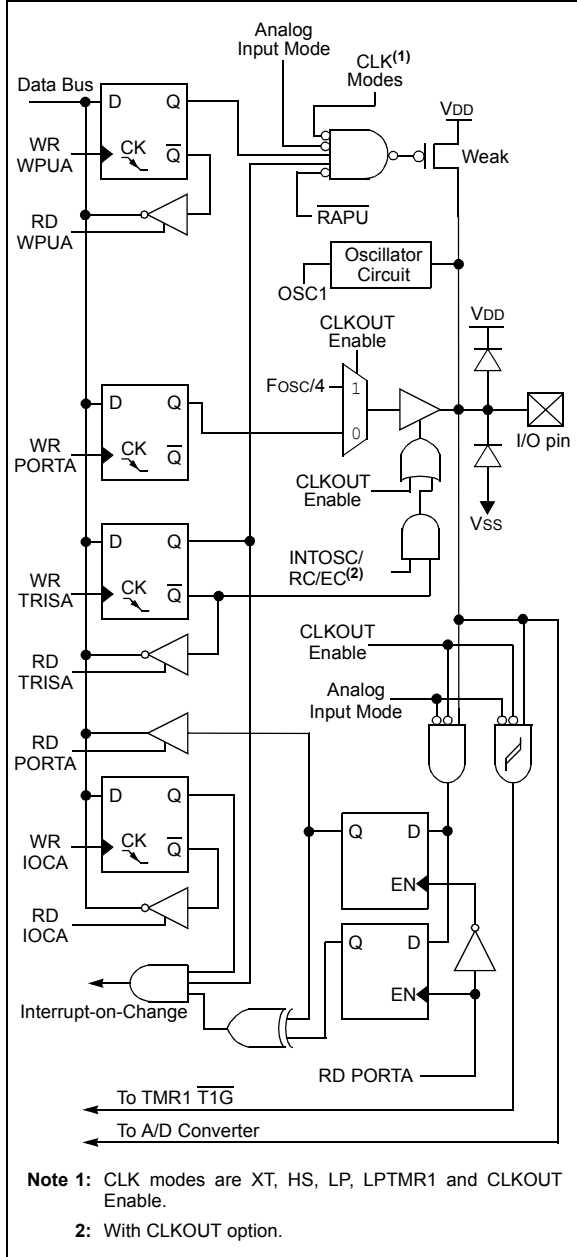 Analog
Input Mode
CLK(1)
Modes
Data Bus
D Q
WR
WPUA
CK Q
VDD
Weak
RD
WPUA
RAPU
Oscillator
Circuit
OSC1
CLKOUT
Enable
VDD
FOSC/4
1
D Q
0
I/O pin
WR
PORTA
CK Q
CLKOUT
Enable
VSS
D Q
INTOSC/
RC/EC(2)
WR
TRISA
CK Q
CLKOUT
Enable
RD
TRISA
Analog
Input Mode
RD
PORTA
D Q
Q D
WR
IOCA
CK Q
EN
RD
IOCA
Q D
EN
Interrupt-on-Change
RD PORTA
To TMR1 T1G
To A/D Converter
Note 1: CLK modes are XT, HS, LP, LPTMR1 and CLKOUT
Enable.
2: With CLKOUT option.